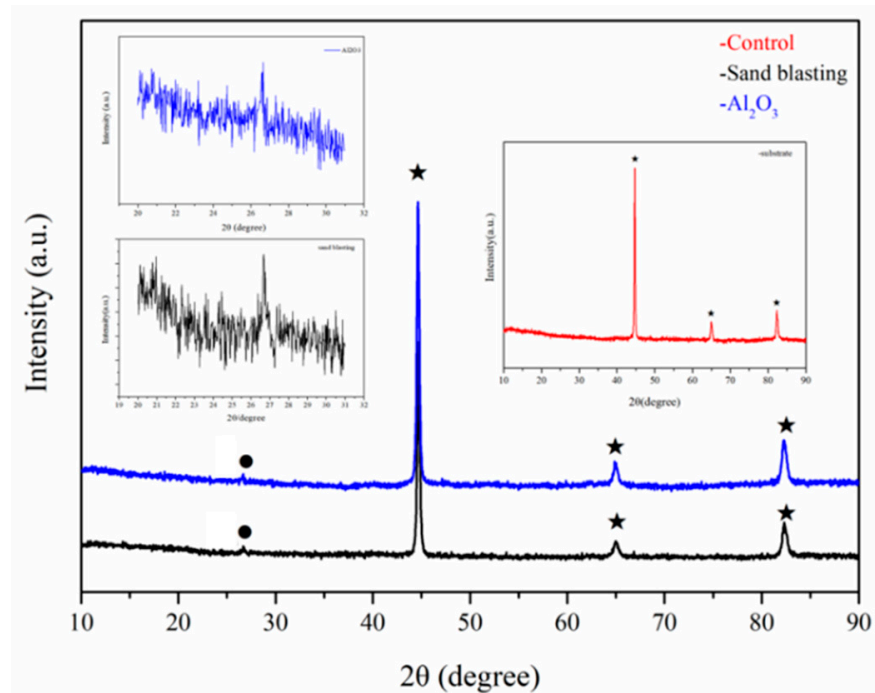 -Control
-Sand blasting
-Al₂O₃
Intensity (a.u.)
20 22 24 26 28 30 32
2θ (degree)
-sand blasting
Intensity(a.u.)
19 20 21 22 23 24 25 26 27 28 29 30 31 32
2θ/degree
-substrate
Intensity(a.u.)
10 20 30 40 50 60 70 80 90
2θ(degree)
Intensity (a.u.)
10 20 30 40 50 60 70 80 90
2θ (degree)